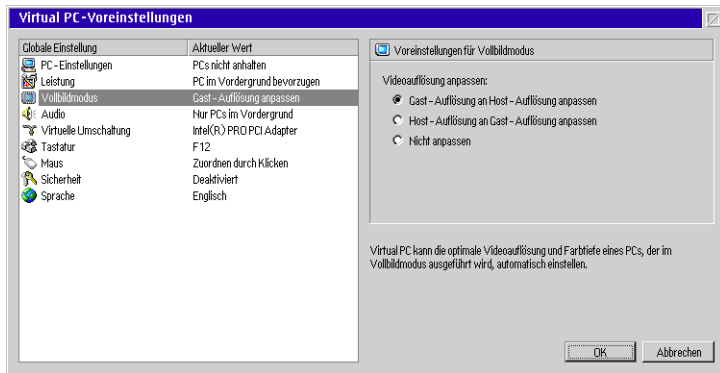 Virtual PC-Voreinstellungen
Globale Einstellung Aktueller Wert
PC-Einstellungen PCs nicht anhalten
Leistung PC im Vordergrund bevorzugen
Vollbildmodus Gast-Auflösung anpassen
Audio Nur PCs im Vordergrund
Virtuelle Umschaltung Intel(R) PRO PCI Adapter
Tastatur F12
Maus Zuordnen durch Klicken
Sicherheit Deaktiviert
Sprache Englisch
Voreinstellungen für Vollbildmodus
Videoauflösung anpassen:
Gast-Auflösung an Host-Auflösung anpassen
Host-Auflösung an Gast-Auflösung anpassen
Nicht anpassen
Virtual PC kann die optimale Videoauflösung und Farbtiefe eines PCs, der im
Vollbildmodus ausgeführt wird, automatisch einstellen.
OK Abbrechen